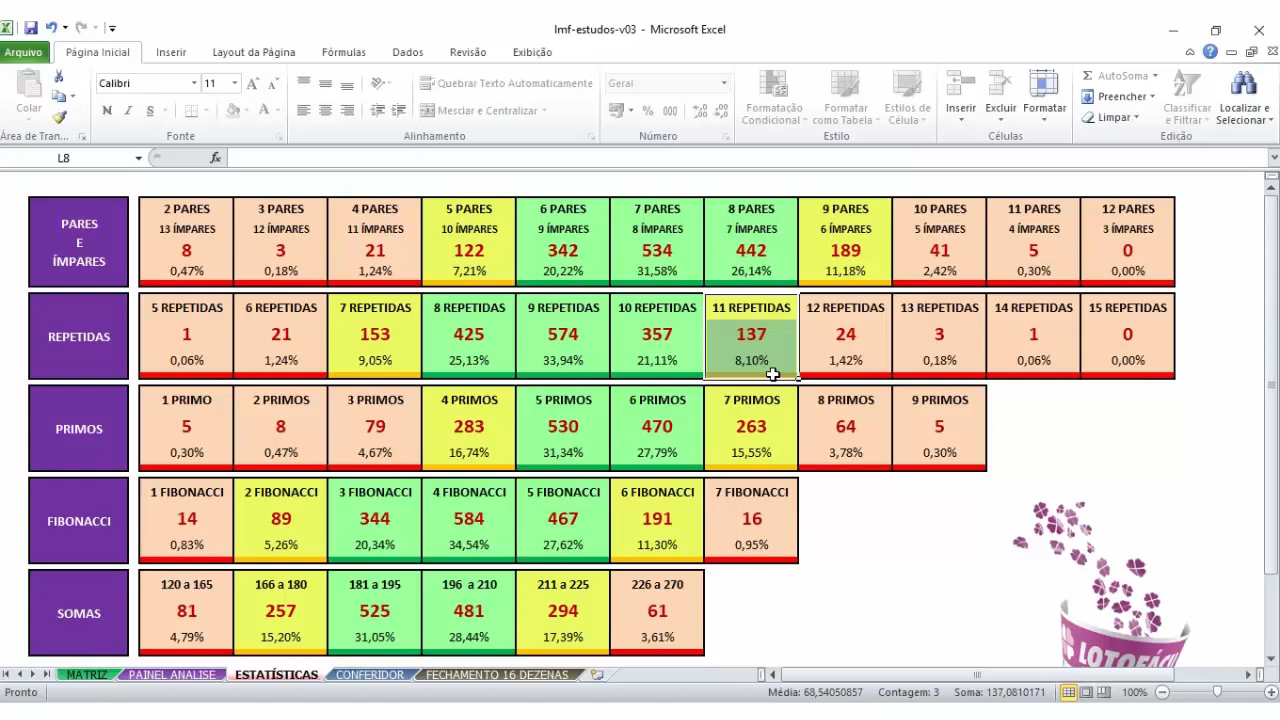 lmf-estudos-v03 - Microsoft Excel
Arquivo Página Inicial Inserir Layout da Página Fórmulas Dados Revisão Exibição
Colar Calibri 11 Quebrar Texto Automaticamente Geral Formatação Condicional Formatar como Tabela Estilos de Célula Inserir Excluir Formatar AutoSoma Preencher Limpar Classificar e Filtrar Localizar e Selecionar
N I S Mesclar e Centralizar % 000
Área de Tran... Fonte Alinhamento Número Estilo Células Edição
L8 fx
PARES E ÍMPARES
2 PARES 3 PARES 4 PARES 5 PARES 6 PARES 7 PARES 8 PARES 9 PARES 10 PARES 11 PARES 12 PARES
13 ÍMPARES 12 ÍMPARES 11 ÍMPARES 10 ÍMPARES 9 ÍMPARES 8 ÍMPARES 7 ÍMPARES 6 ÍMPARES 5 ÍMPARES 4 ÍMPARES 3 ÍMPARES
8 3 21 122 342 534 442 189 41 5 0
0,47% 0,18% 1,24% 7,21% 20,22% 31,58% 26,14% 11,18% 2,42% 0,30% 0,00%
REPETIDAS
5 REPETIDAS 6 REPETIDAS 7 REPETIDAS 8 REPETIDAS 9 REPETIDAS 10 REPETIDAS 11 REPETIDAS 12 REPETIDAS 13 REPETIDAS 14 REPETIDAS 15 REPETIDAS
1 21 153 425 574 357 137 24 3 1 0
0,06% 1,24% 9,05% 25,13% 33,94% 21,11% 8,10% 1,42% 0,18% 0,06% 0,00%
PRIMOS
1 PRIMO 2 PRIMOS 3 PRIMOS 4 PRIMOS 5 PRIMOS 6 PRIMOS 7 PRIMOS 8 PRIMOS 9 PRIMOS
5 8 79 283 530 470 263 64 5
0,30% 0,47% 4,67% 16,74% 31,34% 27,79% 15,55% 3,78% 0,30%
FIBONACCI
1 FIBONACCI 2 FIBONACCI 3 FIBONACCI 4 FIBONACCI 5 FIBONACCI 6 FIBONACCI 7 FIBONACCI
14 89 344 584 467 191 16
0,83% 5,26% 20,34% 34,54% 27,62% 11,30% 0,95%
SOMAS
120 a 165 166 a 180 181 a 195 196 a 210 211 a 225 226 a 270
81 257 525 481 294 61
4,79% 15,20% 31,05% 28,44% 17,39% 3,61%
LOTOFÁCIL
MATRIZ PAINEL ANALISE ESTATÍSTICAS CONFERIDOR FECHAMENTO 16 DEZENAS
Pronto Média: 68,54050857 Contagem: 3 Soma: 137,0810171 100%